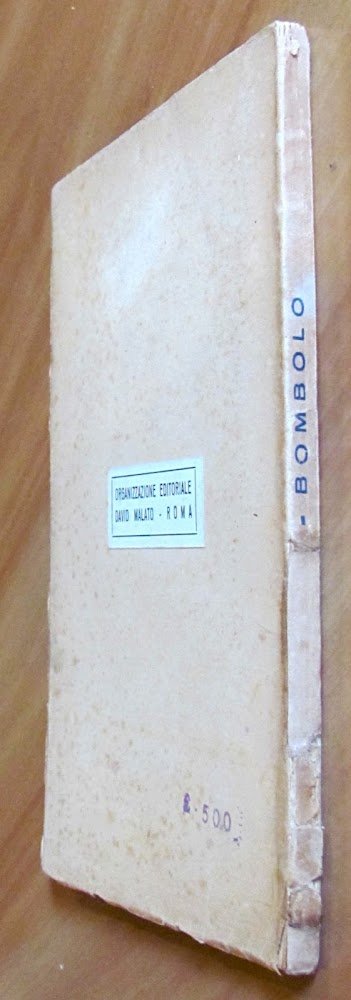 - BOMBOLO
ORGANIZZAZIONE EDITORIALE
DAVID MALATO - ROMA
£. 500